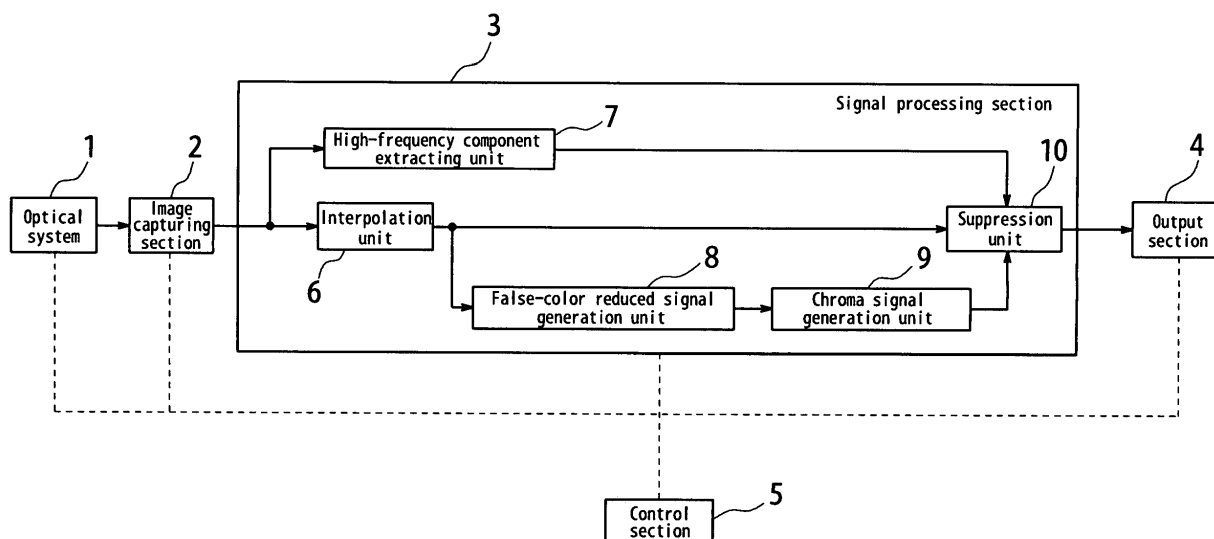 3
Signal processing section
7
High-frequency component
extracting unit
1
2
10
4
Optical
system
Image
capturing
section
Interpolation
unit
Suppression
unit
Output
section
6
8
9
False-color reduced signal
generation unit
Chroma signal
generation unit
5
Control
section